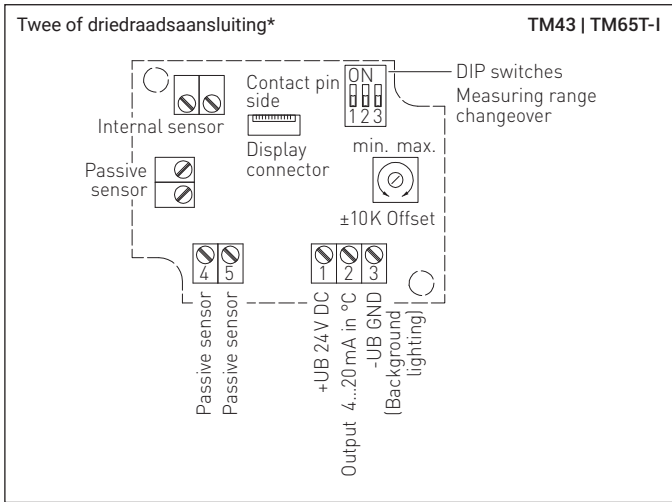 Twee of driedraadsaansluiting*
TM43 | TM65T-I
ON
1 2 3
DIP switches
Measuring range
changeover
Contact pin
side
Internal sensor
Display
connector
min. max.
Passive
sensor
±10K Offset
4 5
1 2 3
Passive sensor
Passive sensor
+UB 24V DC
Output 4...20mA in °C
-UB GND
(Background
lighting)